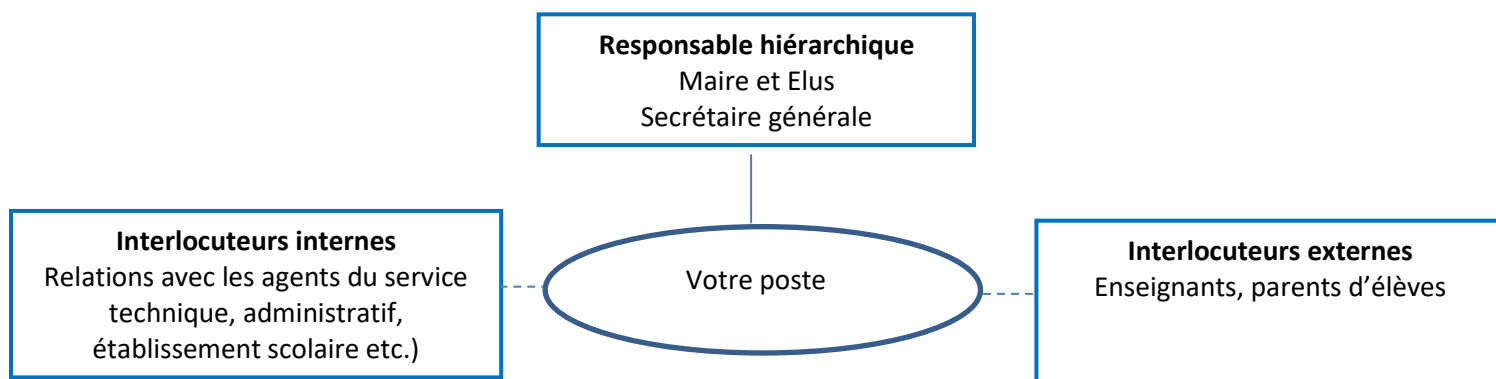 Responsable hiérarchique
Maire et Elus
Secrétaire générale
Interlocuteurs internes
Relations avec les agents du service
technique, administratif,
établissement scolaire etc.)
Votre poste
Interlocuteurs externes
Enseignants, parents d’élèves